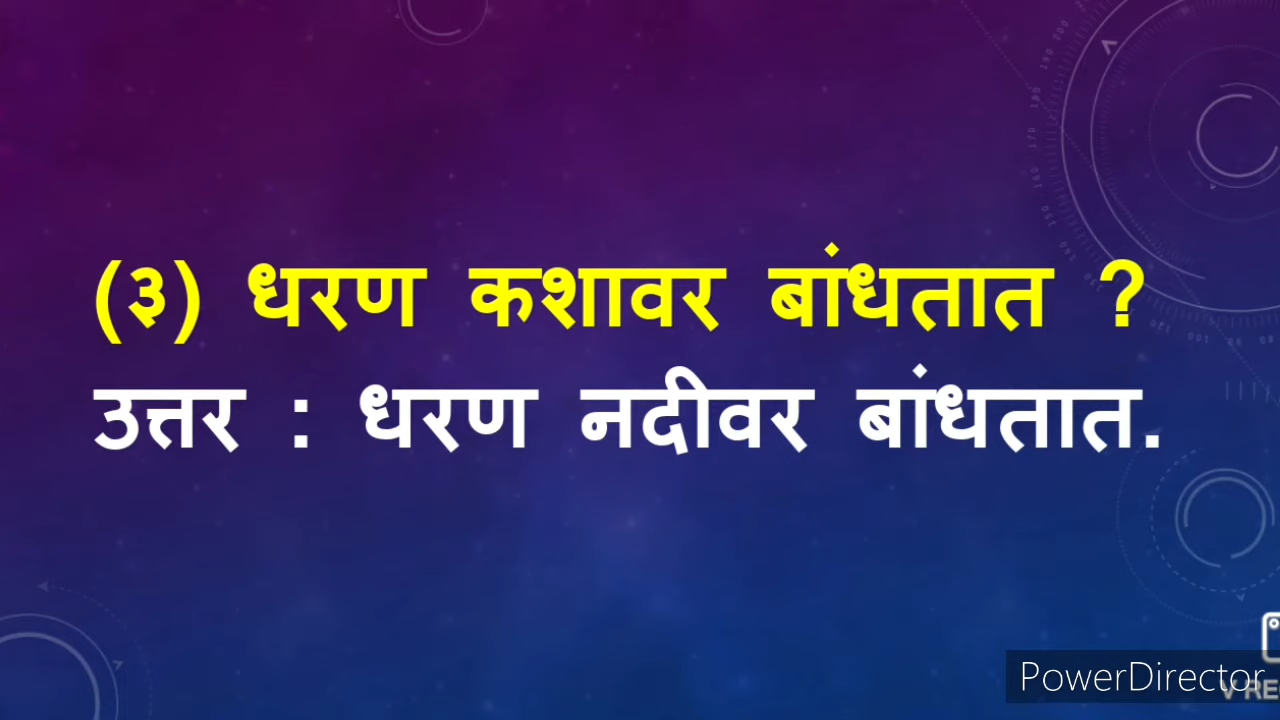 (३) धरण कशावर बांधतात ?
उत्तर : धरण नदीवर बांधतात.
PowerDirector